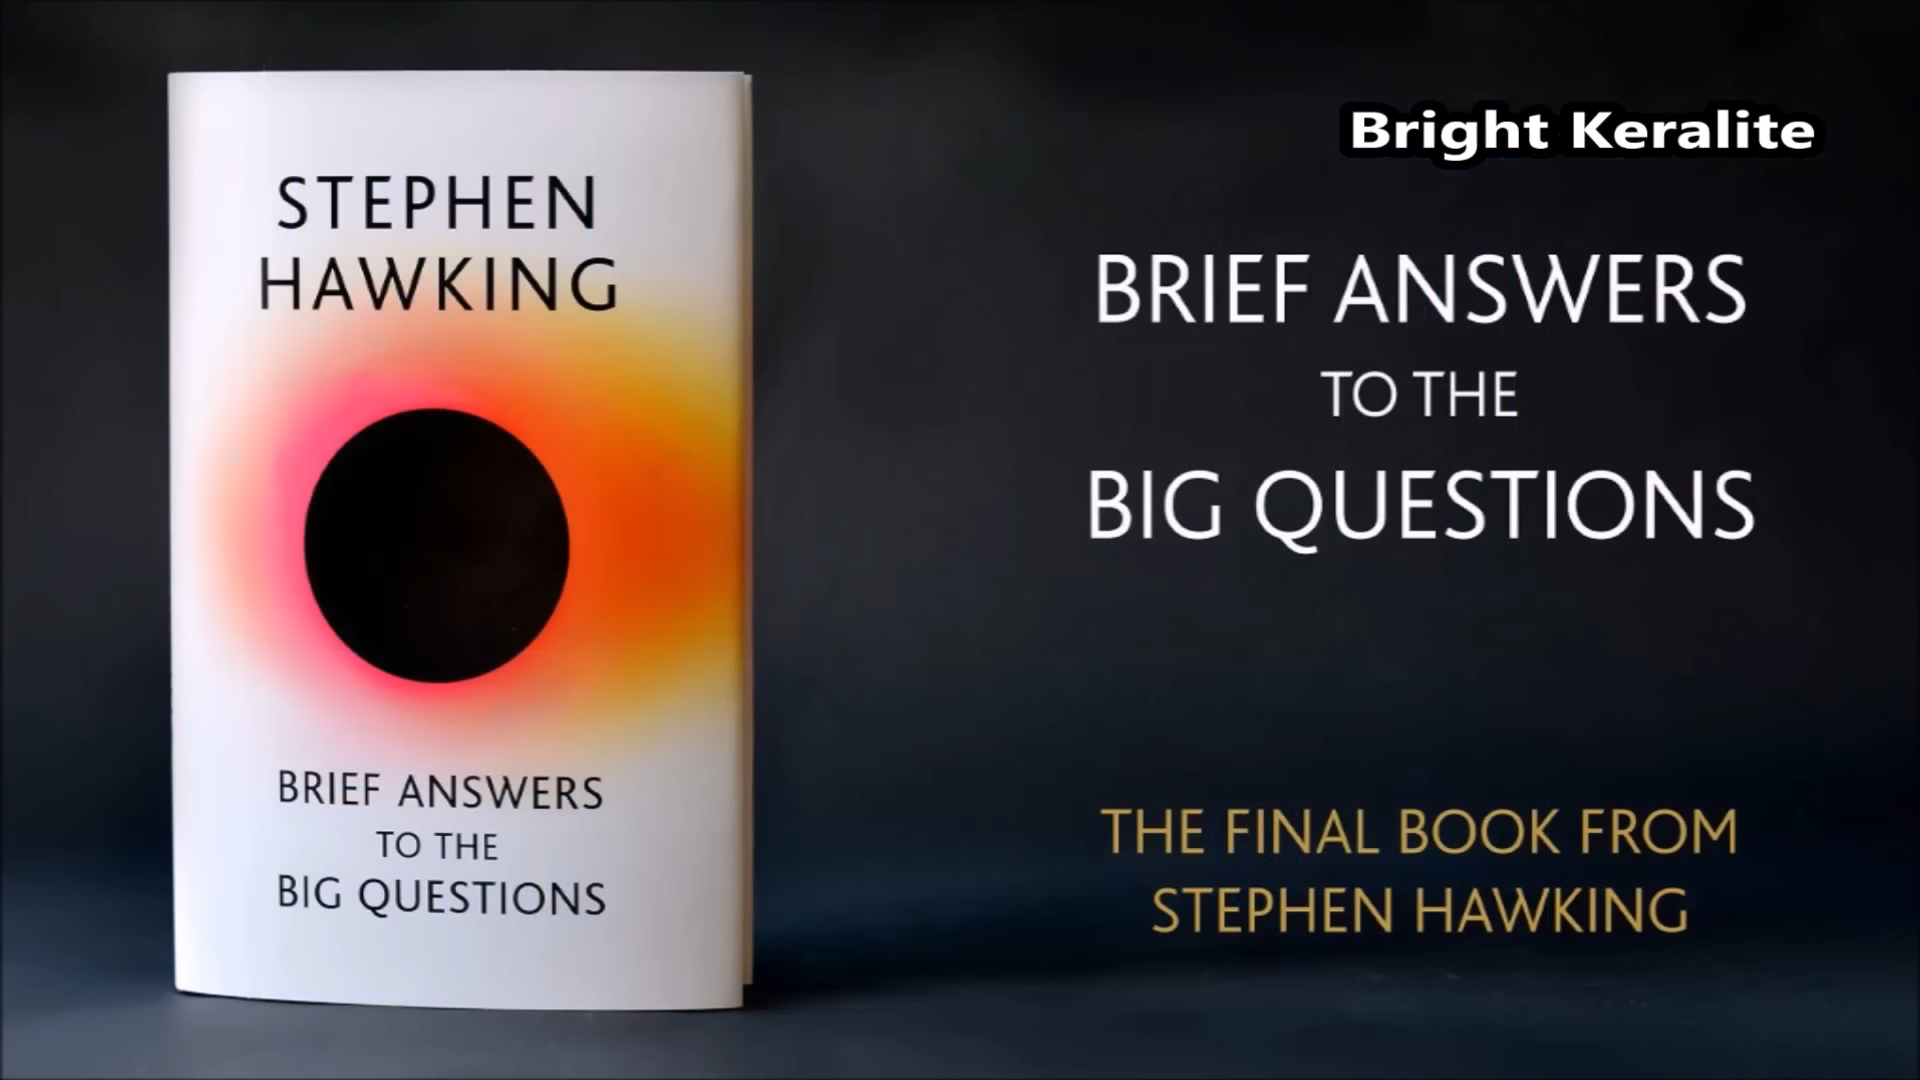 STEPHEN
HAWKING
BRIEF ANSWERS
TO THE
BIG QUESTIONS
Bright Keralite
BRIEF ANSWERS
TO THE
BIG QUESTIONS
THE FINAL BOOK FROM
STEPHEN HAWKING